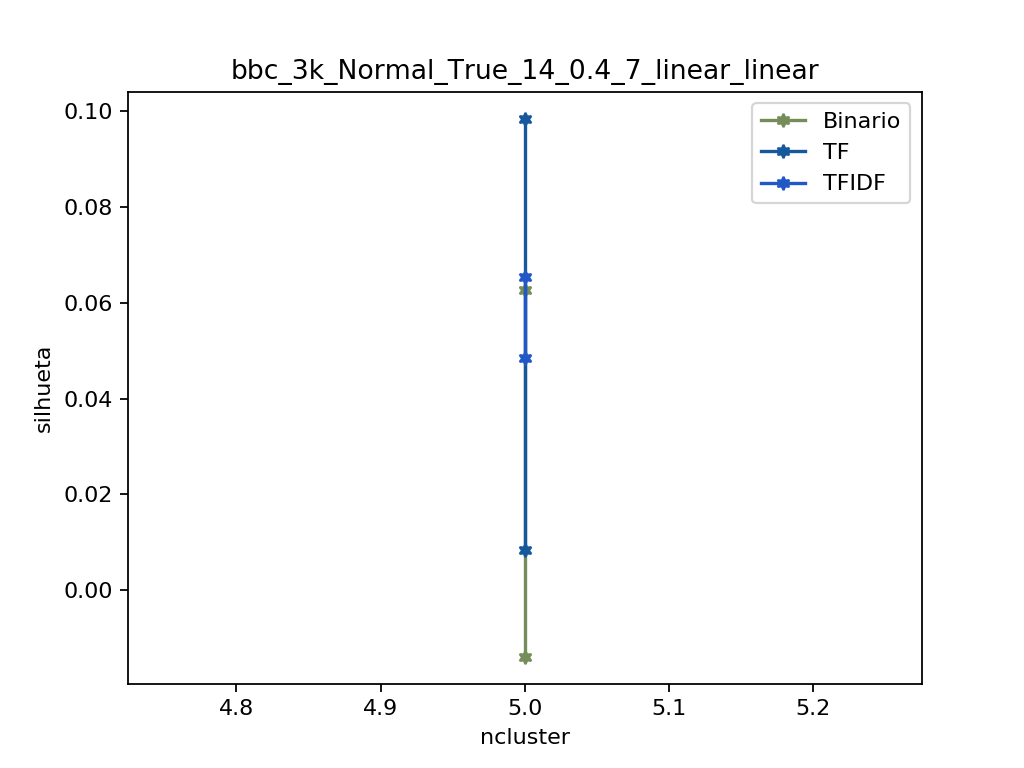 bbc_3k_Normal_True_14_0.4_7_linear_linear
Binario
TF
TFIDF
silhueta
0.10
0.08
0.06
0.04
0.02
0.00
4.8 4.9 5.0 5.1 5.2
ncluster